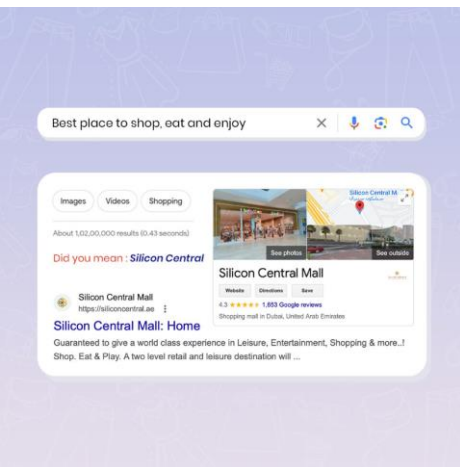 Best place to shop, eat and enjoy
Images Videos Shopping
About 1,02,00,000 results (0.43 seconds)
Did you mean : Silicon Central
Silicon Central Mall
https://siliconcentral.ae
Silicon Central Mall: Home
Guaranteed to give a world class experience in Leisure, Entertainment, Shopping & more..!
Shop. Eat & Play. A two level retail and leisure destination will ...
Silicon Central M
See photos
See outside
Silicon Central Mall
Website Directions Save
4.3 ★★★★★ 1,653 Google reviews
Shopping mall in Dubai, United Arab Emirates